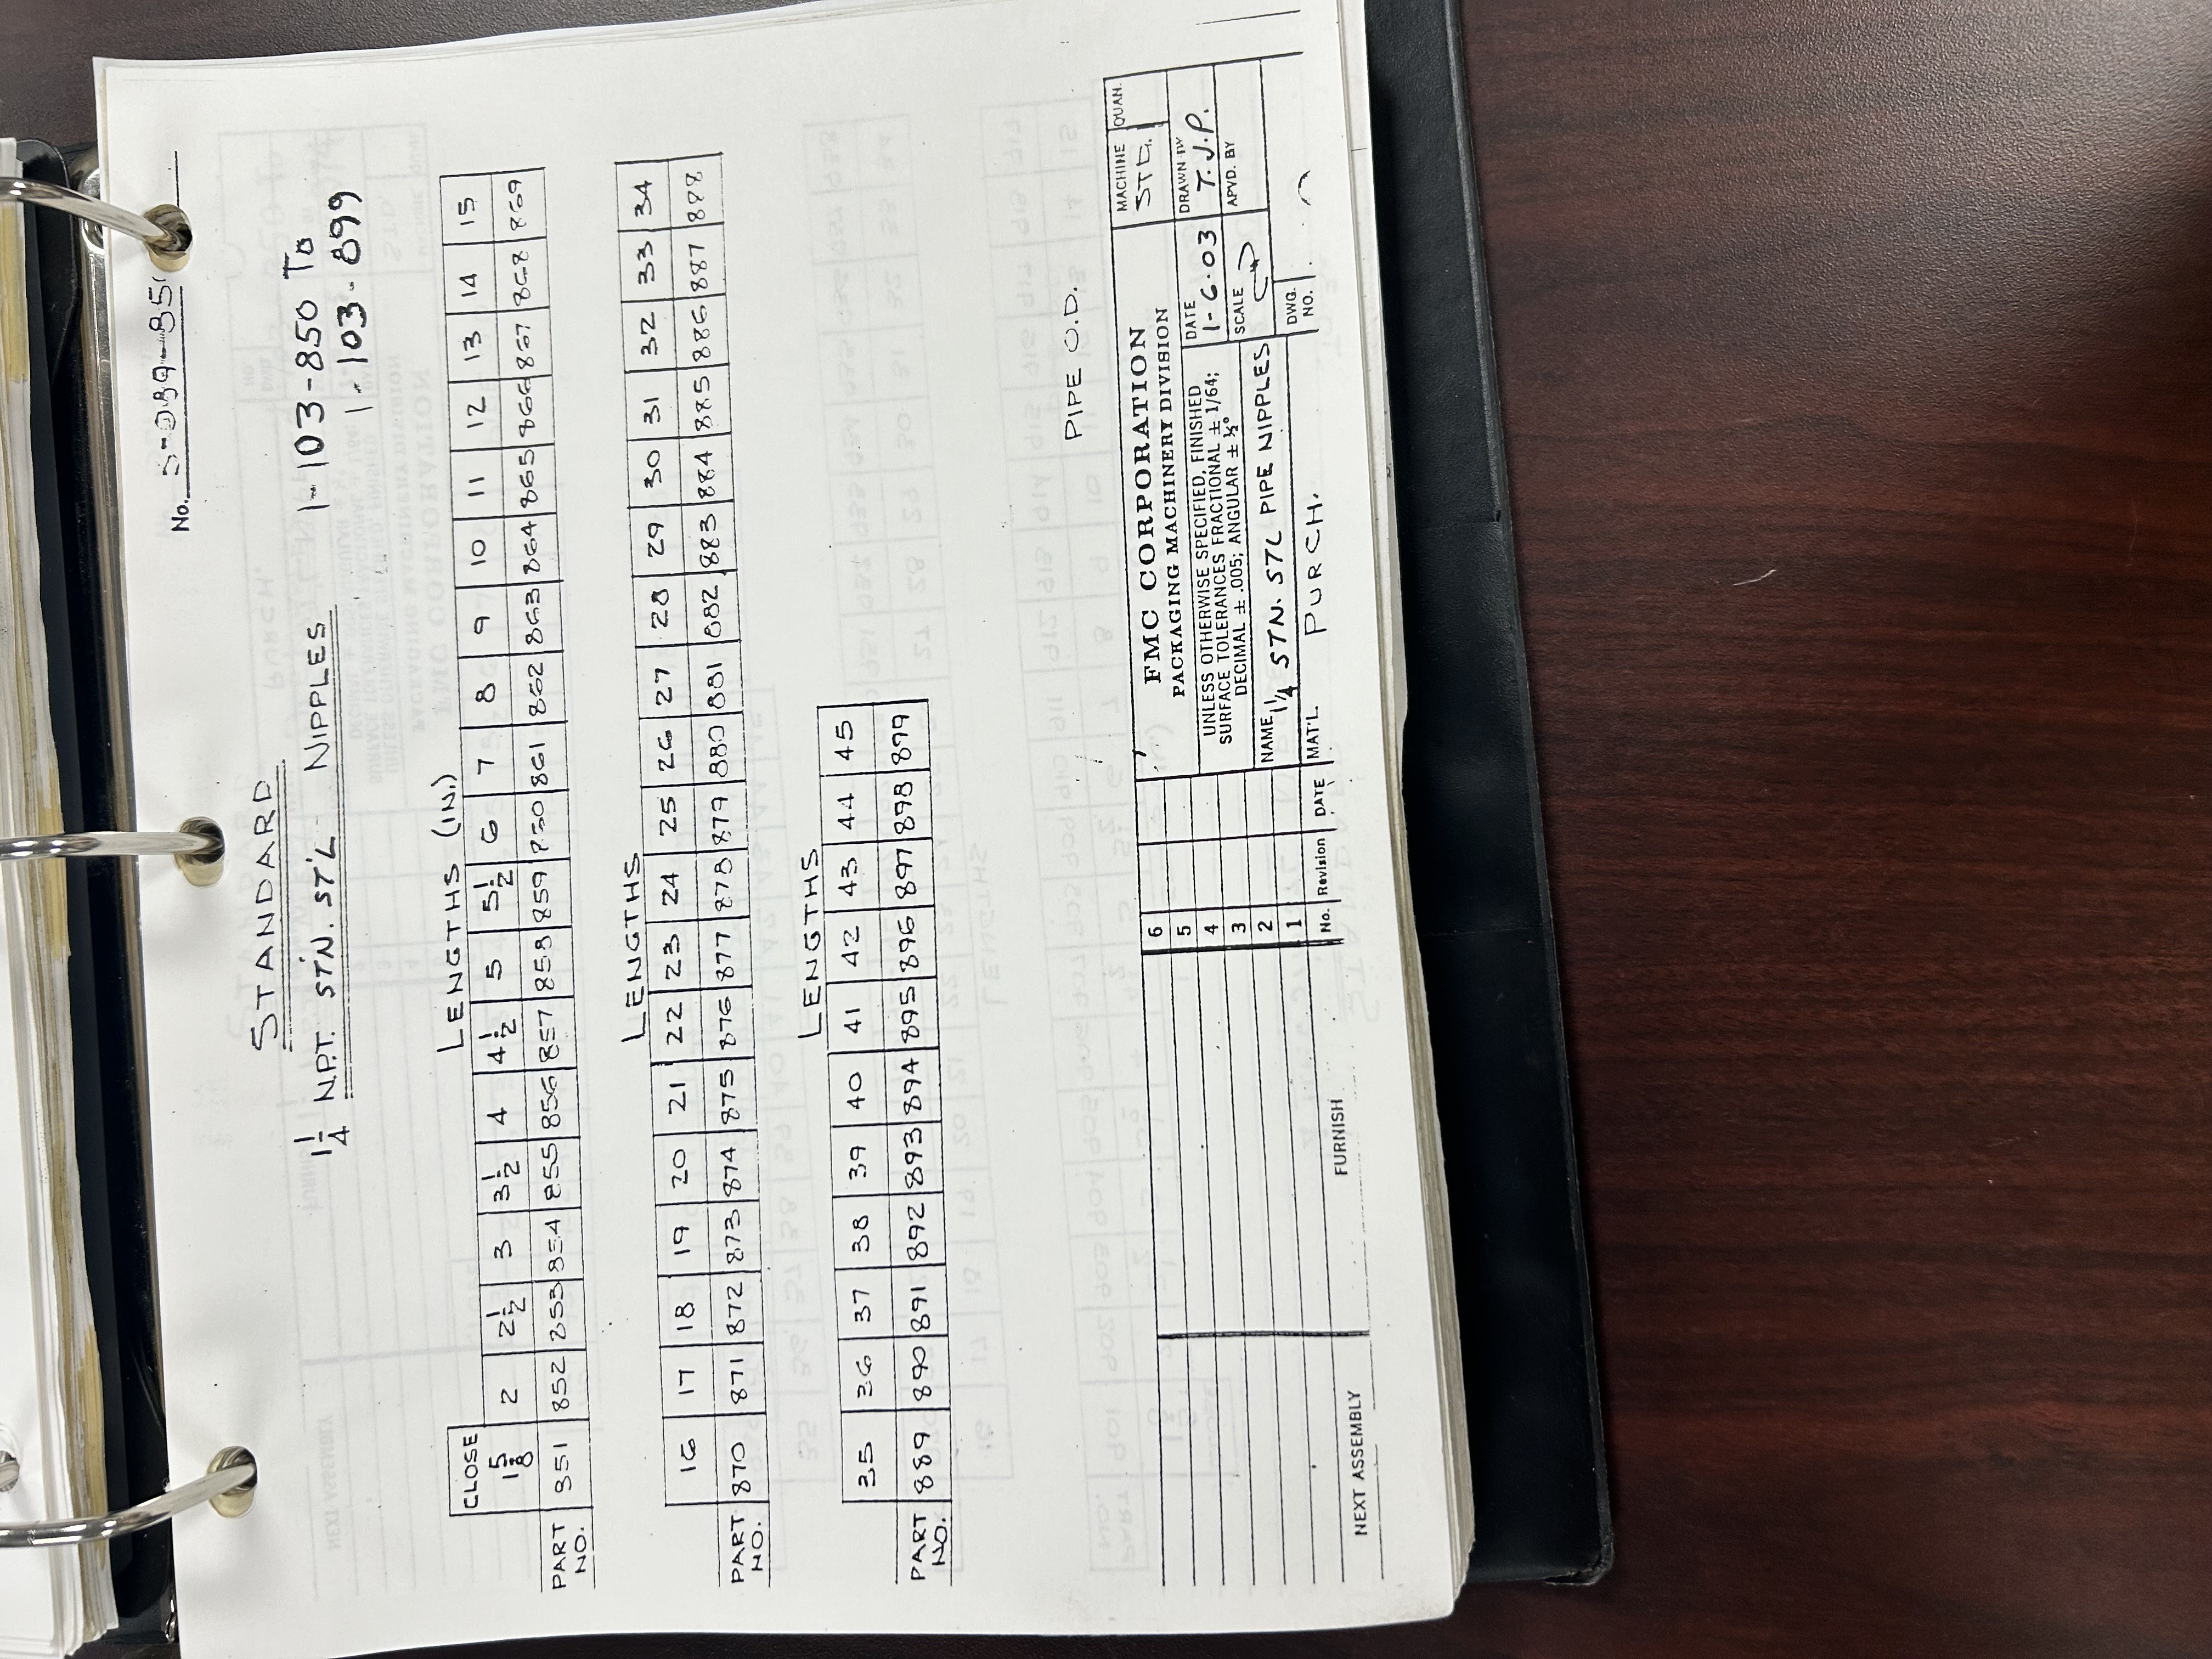 No. 5-089-85
STANDARD
1 1/4 N.P.T. STN. ST'L NIPPLES
1-103-850 TO
1-103-899
LENGTHS (IN.)
CLOSE 1 5/8 2 2 1/2 3 3 1/2 4 4 1/2 5 5 1/2 6 7 8 9 10 11 12 13 14 15
PART NO. 851 852 853 854 855 856 857 858 859 860 861 862 863 864 865 866 867 868 869
LENGTHS
16 17 18 19 20 21 22 23 24 25 26 27 28 29 30 31 32 33 34
PART NO. 870 871 872 873 874 875 876 877 878 879 880 881 882 883 884 885 886 887 888
LENGTHS
35 36 37 38 39 40 41 42 43 44 45
PART NO. 889 890 891 892 893 894 895 896 897 898 899
PIPE O.D.
NEXT ASSEMBLY
FURNISH
6
5
4
3
2
1
No. Revision DATE
FMC CORPORATION
PACKAGING MACHINERY DIVISION
UNLESS OTHERWISE SPECIFIED, FINISHED
SURFACE TOLERANCES FRACTIONAL ± 1/64;
DECIMAL ± .005; ANGULAR ± ½°
NAME 1 1/4 STN. STL PIPE NIPPLES
MAT'L PURCH.
MACHINE STD.
QUAN.
DATE 1-6-03
DRAWN BY T.J.P.
SCALE
APVD. BY
DWG. NO.